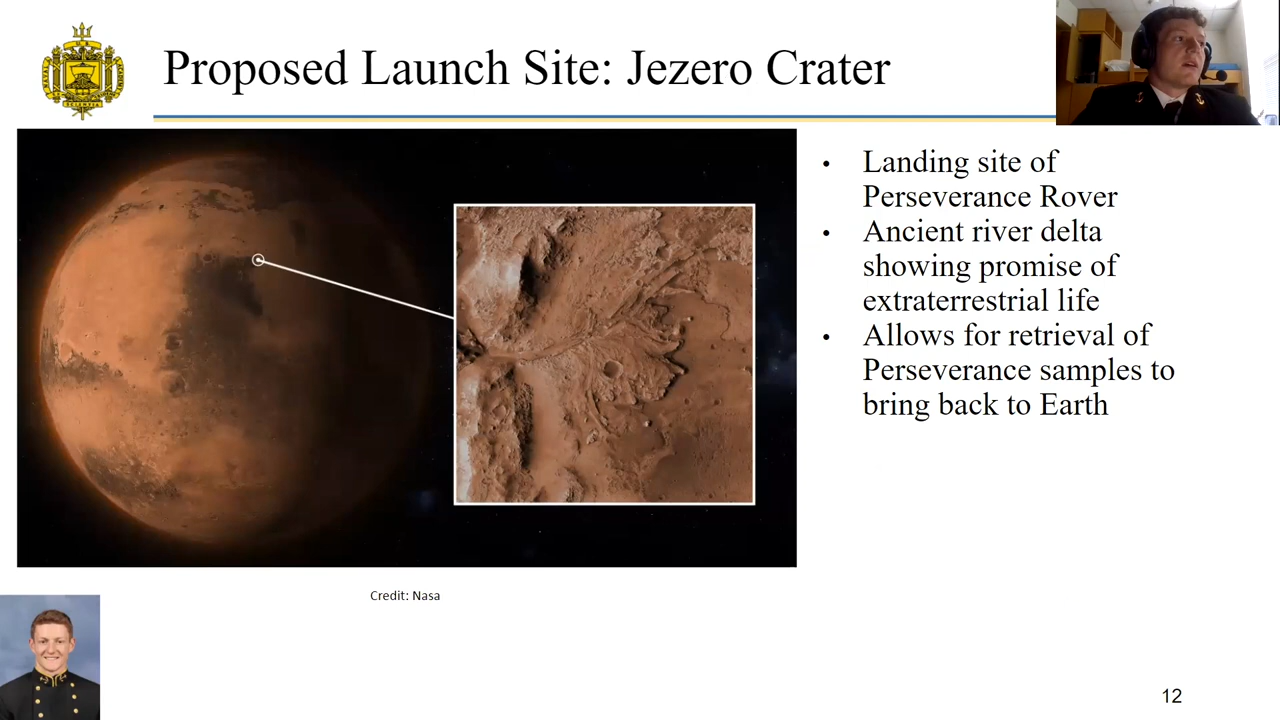 Proposed Launch Site: Jezero Crater
• Landing site of
Perseverance Rover
• Ancient river delta
showing promise of
extraterrestrial life
• Allows for retrieval of
Perseverance samples to
bring back to Earth
Credit: Nasa
12